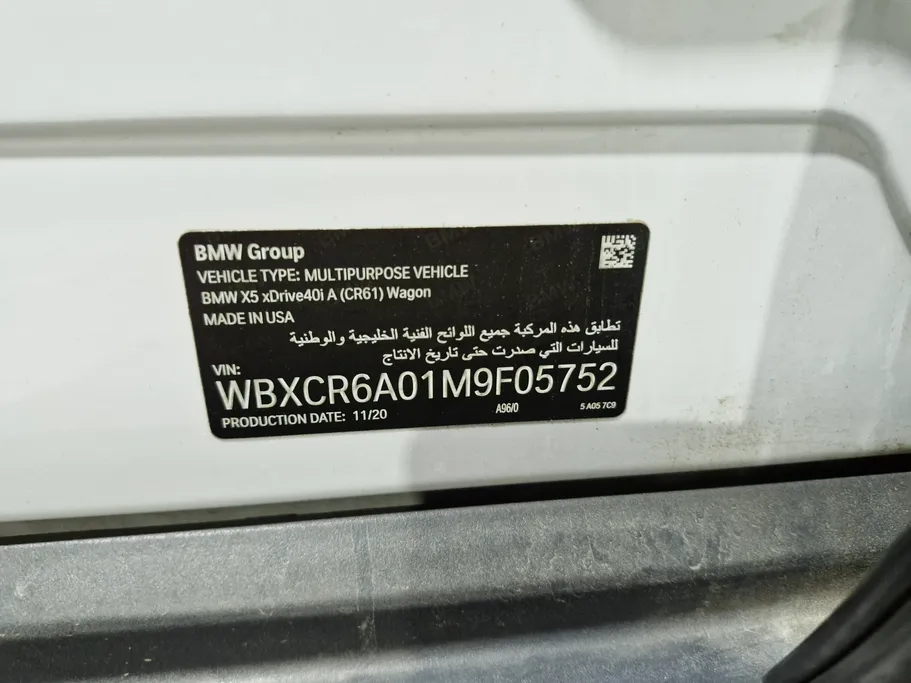 BMW Group
VEHICLE TYPE: MULTIPURPOSE VEHICLE
BMW X5 xDrive40i A (CR61) Wagon
MADE IN USA
تطابق هذه المركبة جميع اللوائح الفنية الخليجية والوطنية
للسيارات التي صدرت حتى تاريخ الانتاج
VIN:
WBXCR6A01M9F05752
PRODUCTION DATE: 11/20 A96/0 5 A05 7C9